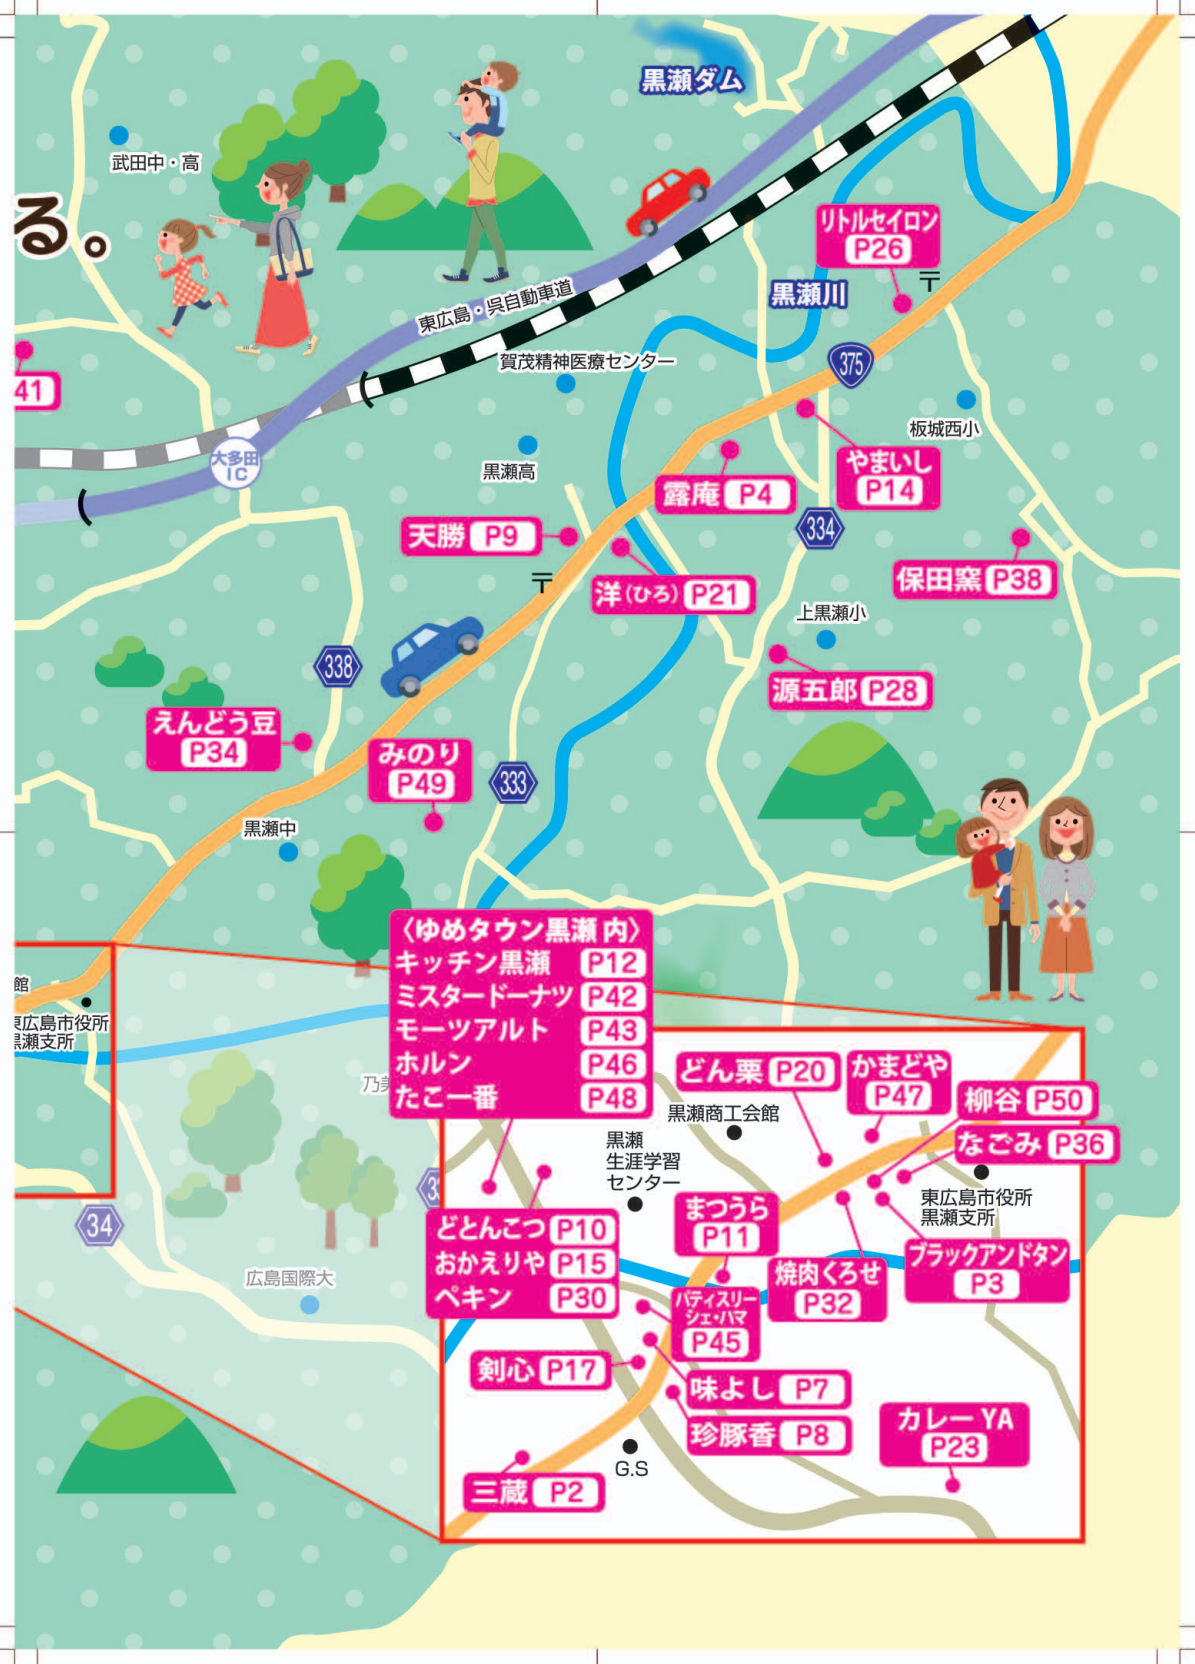 黒瀬ダム
武田中・高
る。
リトルセイロン
P26
〒
黒瀬川
東広島・呉自動車道
賀茂精神医療センター
375
41
板城西小
大多田
IC
黒瀬高
やまいし
P14
露庵 P4
334
天勝 P9
保田窯 P38
〒
洋(ひろ) P21
上黒瀬小
338
源五郎 P28
えんどう豆
P34
みのり
P49
333
黒瀬中
〈ゆめタウン黒瀬 内〉
キッチン黒瀬 P12
ミスタードーナツ P42
モーツアルト P43
ホルン P46
たこ一番 P48
館
東広島市役所
黒瀬支所
乃美
どん栗 P20
かまどや
P47
柳谷 P50
黒瀬商工会館
なごみ P36
黒瀬
生涯学習
センター
東広島市役所
黒瀬支所
34
まつうら
P11
どとんこつ P10
おかえりや P15
ペキン P30
ブラックアンドタン
P3
焼肉くろせ
P32
広島国際大
パティスリー
シェ・ハマ
P45
剣心 P17
味よし P7
珍豚香 P8
カレー YA
P23
G.S
三蔵 P2